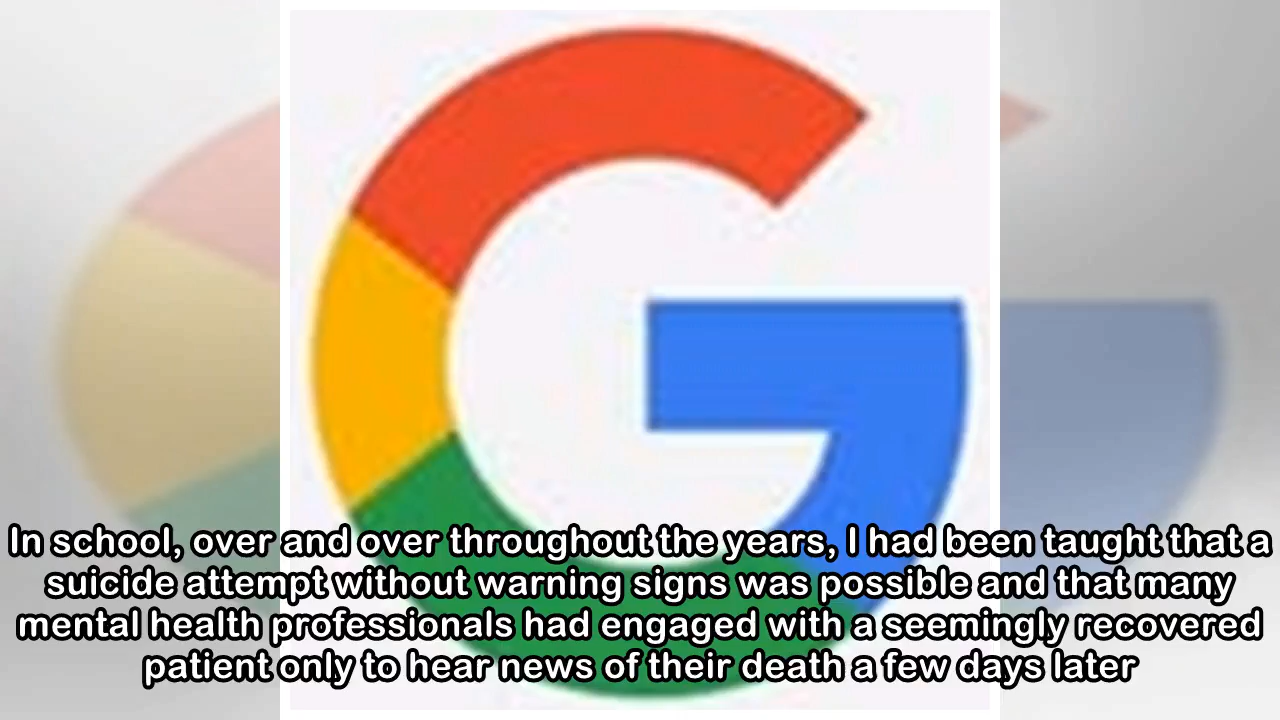 In school, over and over throughout the years, I had been taught that a
suicide attempt without warning signs was possible and that many
mental health professionals had engaged with a seemingly recovered
patient only to hear news of their death a few days later